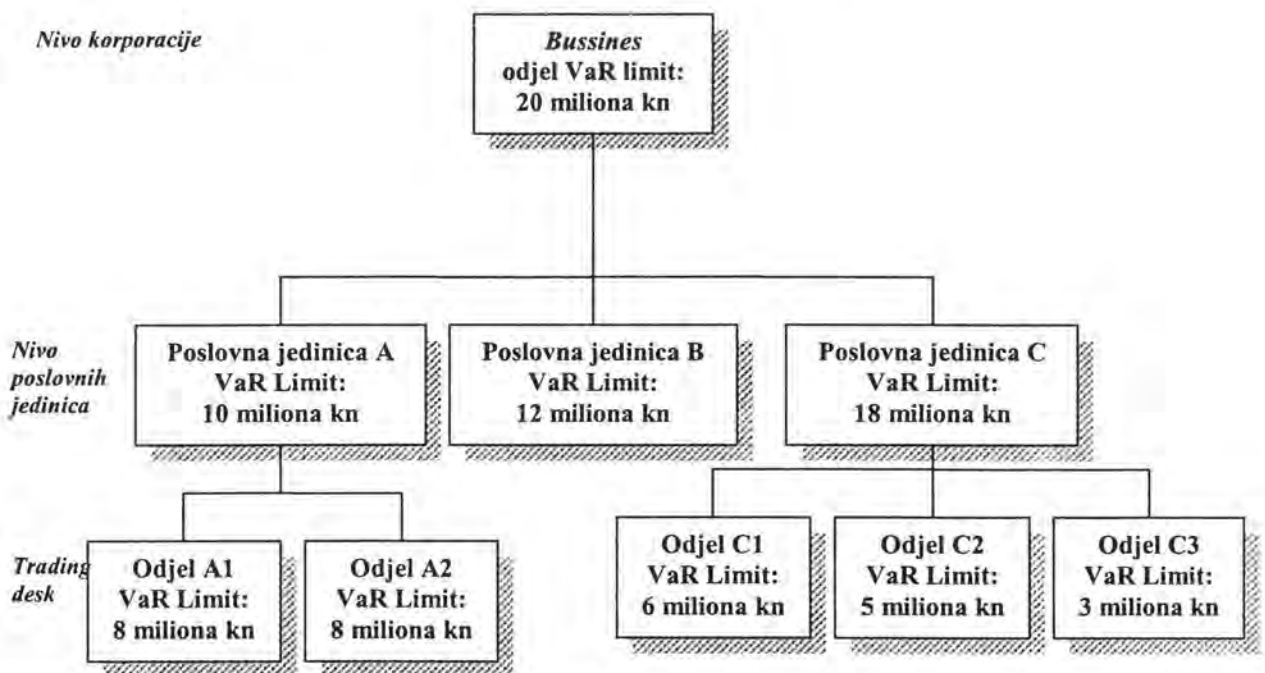 Nivo korporacije
Bussines
odjel VaR limit:
20 miliona kn
Nivo
poslovnih
jedinica
Poslovna jedinica A
VaR Limit:
10 miliona kn
Poslovna jedinica B
VaR Limit:
12 miliona kn
Poslovna jedinica C
VaR Limit:
18 miliona kn
Trading
desk
Odjel A1
VaR Limit:
8 miliona kn
Odjel A2
VaR Limit:
8 miliona kn
Odjel C1
VaR Limit:
6 miliona kn
Odjel C2
VaR Limit:
5 miliona kn
Odjel C3
VaR Limit:
3 miliona kn